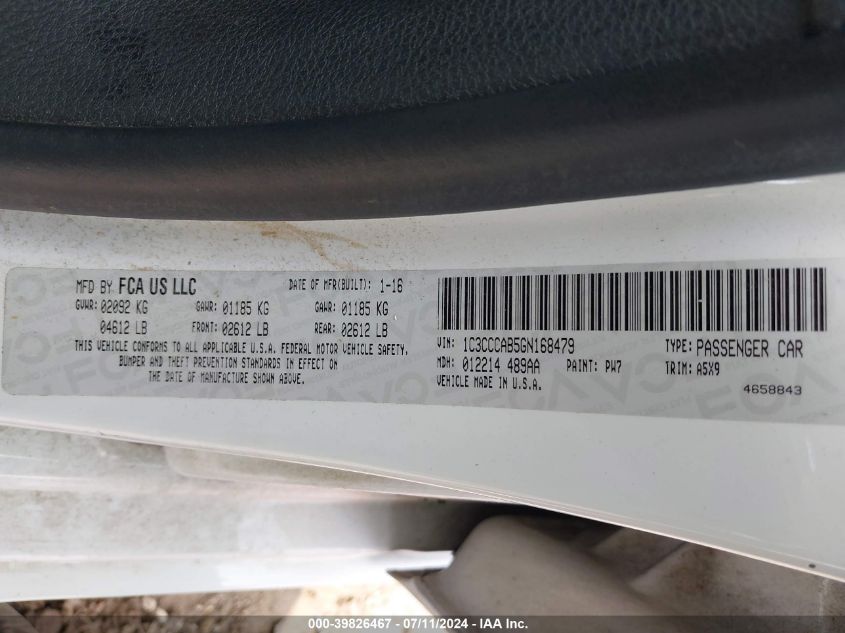 MFD BY FCA US LLC DATE OF MFR(BUILT): 1-16
GVWR: 02092 KG GAWR: 01185 KG GAWR: 01185 KG
04612 LB FRONT: 02612 LB REAR: 02612 LB
THIS VEHICLE CONFORMS TO ALL APPLICABLE U.S.A. FEDERAL MOTOR VEHICLE SAFETY,
BUMPER AND THEFT PREVENTION STANDARDS IN EFFECT ON
THE DATE OF MANUFACTURE SHOWN ABOVE.
VIN: 1C3CCCAB5GN168479 TYPE: PASSENGER CAR
MDH: 012214 489AA PAINT: PW7 TRIM: A5X9
VEHICLE MADE IN U.S.A.
4658843
000-39826467 - 07/11/2024 - IAAI.com